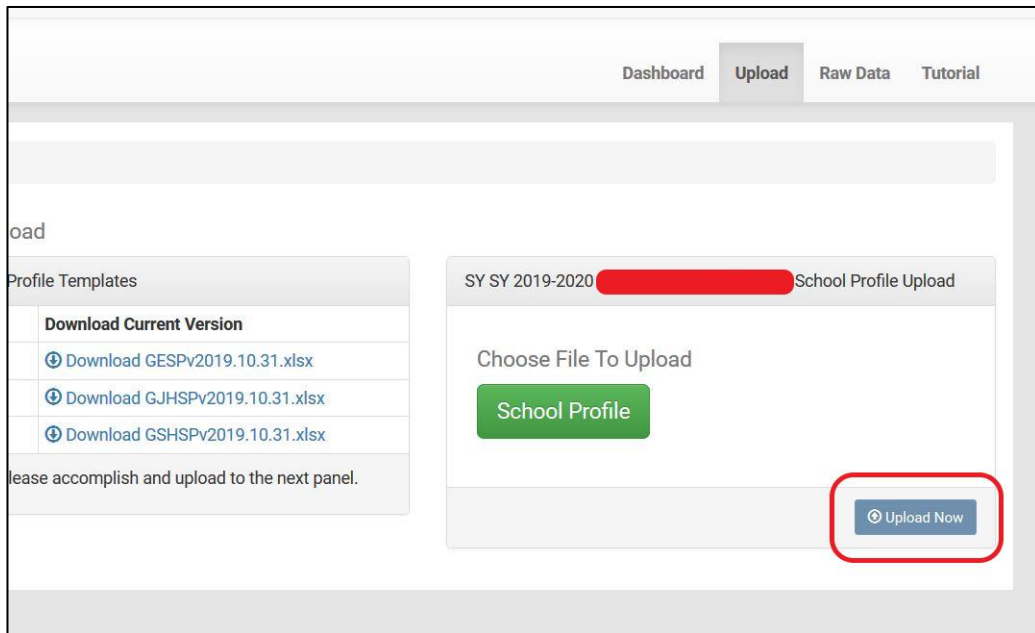 Dashboard Upload Raw Data Tutorial
oad
Profile Templates
Download Current Version
Download GESPv2019.10.31.xlsx
Download GJHSPv2019.10.31.xlsx
Download GSHSPv2019.10.31.xlsx
lease accomplish and upload to the next panel.
SY SY 2019-2020 School Profile Upload
Choose File To Upload
School Profile
Upload Now